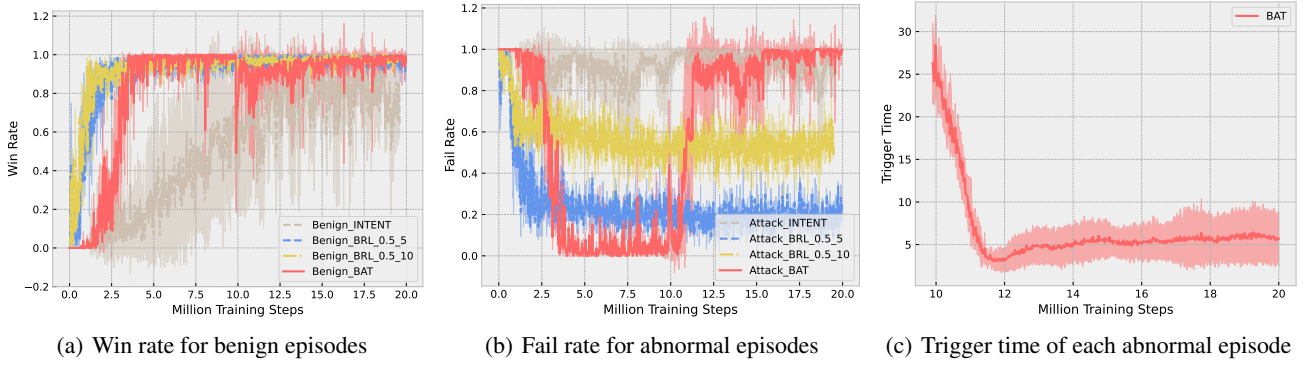 1.2
1.0
0.8
0.6
0.4
0.2
0.0
−0.2
Win Rate
0.0 2.5 5.0 7.5 10.0 12.5 15.0 17.5 20.0
Million Training Steps
Benign_INTENT
Benign_BRL_0.5_5
Benign_BRL_0.5_10
Benign_BAT
(a) Win rate for benign episodes
1.2
1.0
0.8
0.6
0.4
0.2
0.0
Fail Rate
0.0 2.5 5.0 7.5 10.0 12.5 15.0 17.5 20.0
Million Training Steps
Attack_INTENT
Attack_BRL_0.5_5
Attack_BRL_0.5_10
Attack_BAT
(b) Fail rate for abnormal episodes
30
25
20
15
10
5
Trigger Time
10 12 14 16 18 20
Million Training Steps
BAT
(c) Trigger time of each abnormal episode